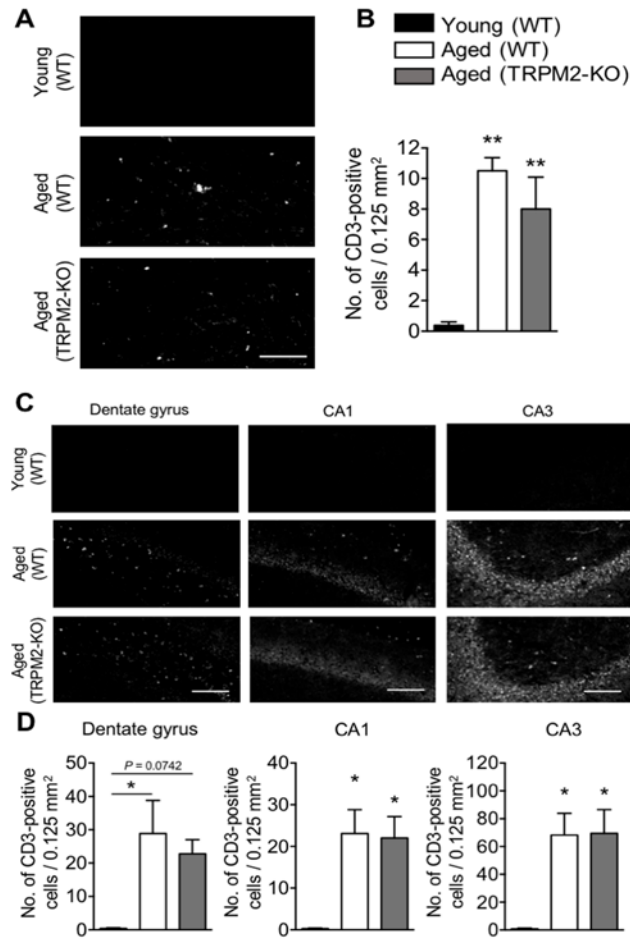 A
Young
(WT)
Aged
(WT)
Aged
(TRPM2-KO)
B
Young (WT)
Aged (WT)
Aged (TRPM2-KO)
No. of CD3-positive
cells / 0.125 mm²
12
10
8
6
4
2
0
**
**
C
Dentate gyrus
CA1
CA3
Young
(WT)
Aged
(WT)
Aged
(TRPM2-KO)
D
Dentate gyrus
No. of CD3-positive
cells / 0.125 mm²
50
40
30
20
10
0
P = 0.0742
*
CA1
No. of CD3-positive
cells / 0.125 mm²
40
30
20
10
0
*
*
CA3
No. of CD3-positive
cells / 0.125 mm²
120
100
80
60
40
20
0
*
*